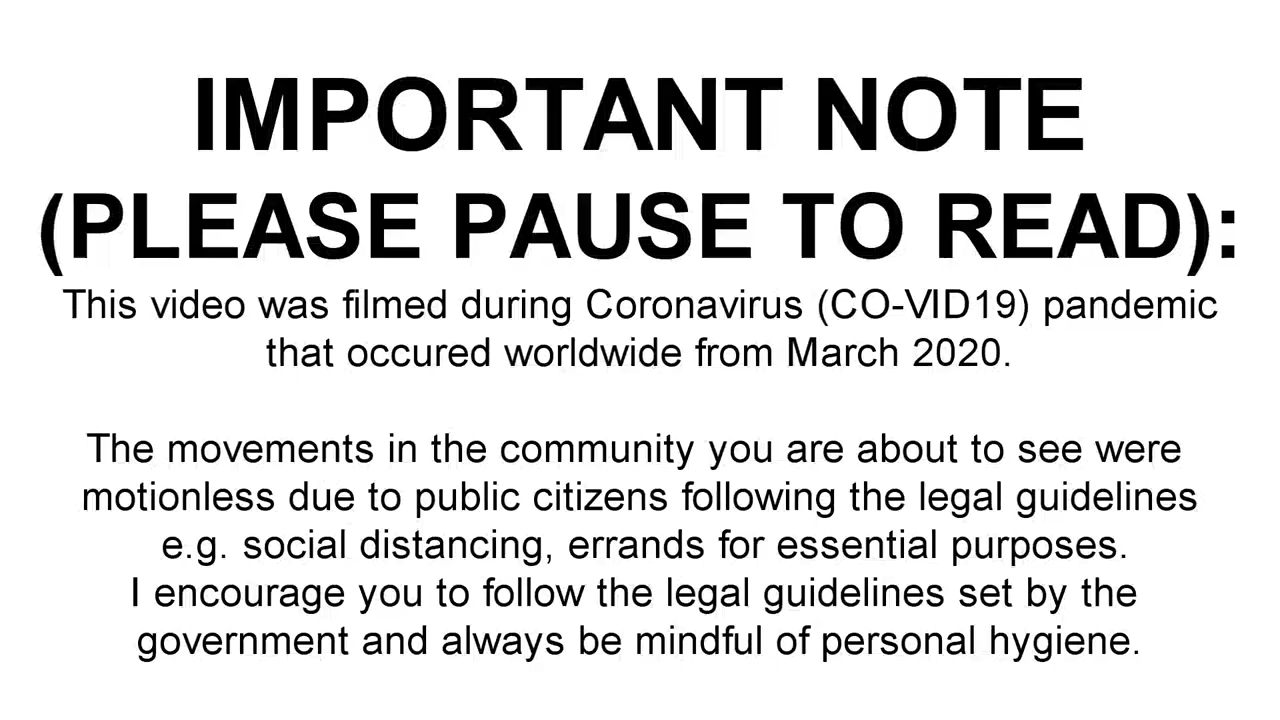 IMPORTANT NOTE
(PLEASE PAUSE TO READ):
This video was filmed during Coronavirus (CO-VID19) pandemic
that occured worldwide from March 2020.
The movements in the community you are about to see were
motionless due to public citizens following the legal guidelines
e.g. social distancing, errands for essential purposes.
I encourage you to follow the legal guidelines set by the
government and always be mindful of personal hygiene.